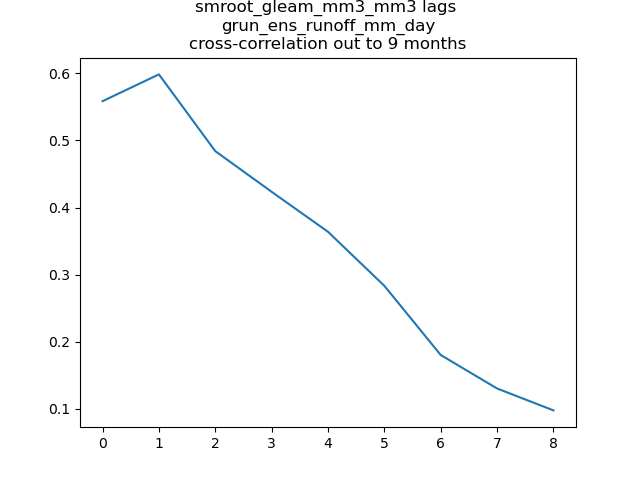 smroot_gleam_mm3_mm3 lags
grun_ens_runoff_mm_day
cross-correlation out to 9 months
0.6
0.5
0.4
0.3
0.2
0.1
0 1 2 3 4 5 6 7 8